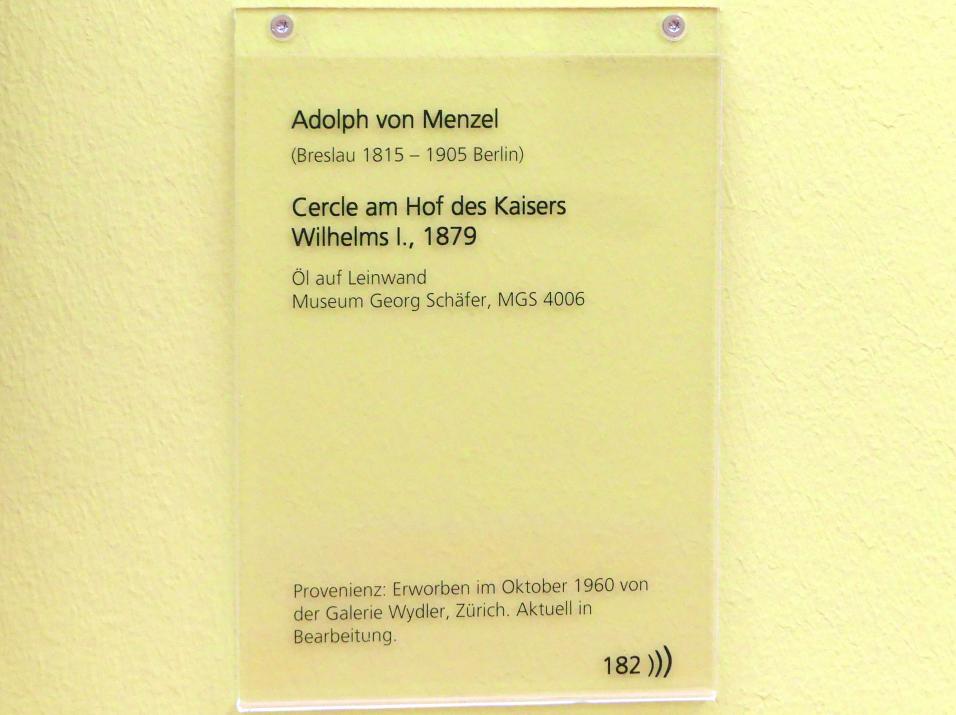 Adolph von Menzel
(Breslau 1815 – 1905 Berlin)
Cercle am Hof des Kaisers
Wilhelms I., 1879
Öl auf Leinwand
Museum Georg Schäfer, MGS 4006
Provenienz: Erworben im Oktober 1960 von
der Galerie Wydler, Zürich. Aktuell in
Bearbeitung.
182